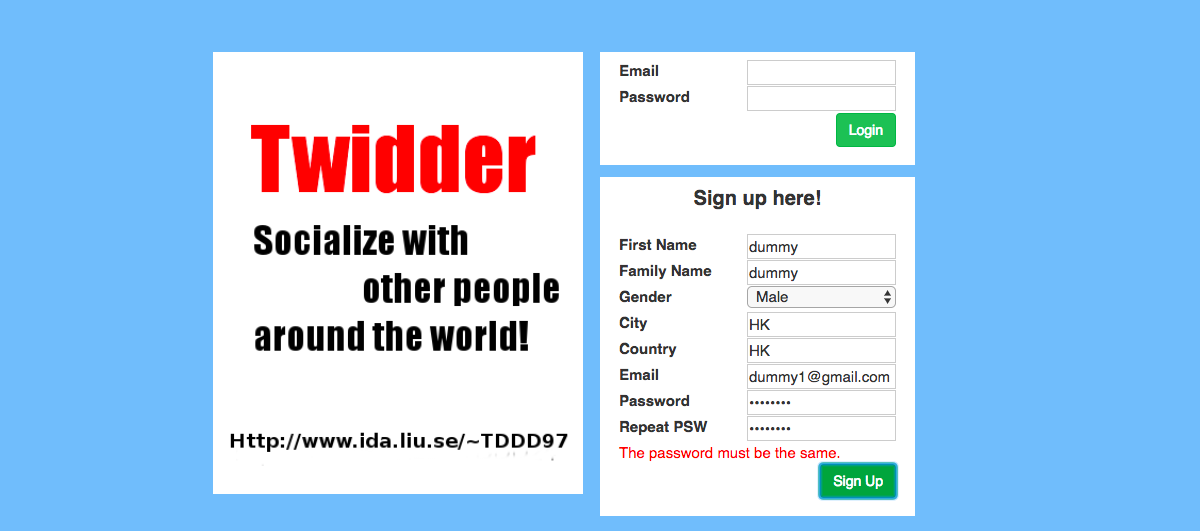 Twidder
Socialize with
other people
around the world!
Http://www.ida.liu.se/~TDDD97
Email
Password
Login
Sign up here!
First Name dummy
Family Name dummy
Gender Male
City HK
Country HK
Email dummy1@gmail.com
Password ••••••••
Repeat PSW ••••••••
The password must be the same.
Sign Up